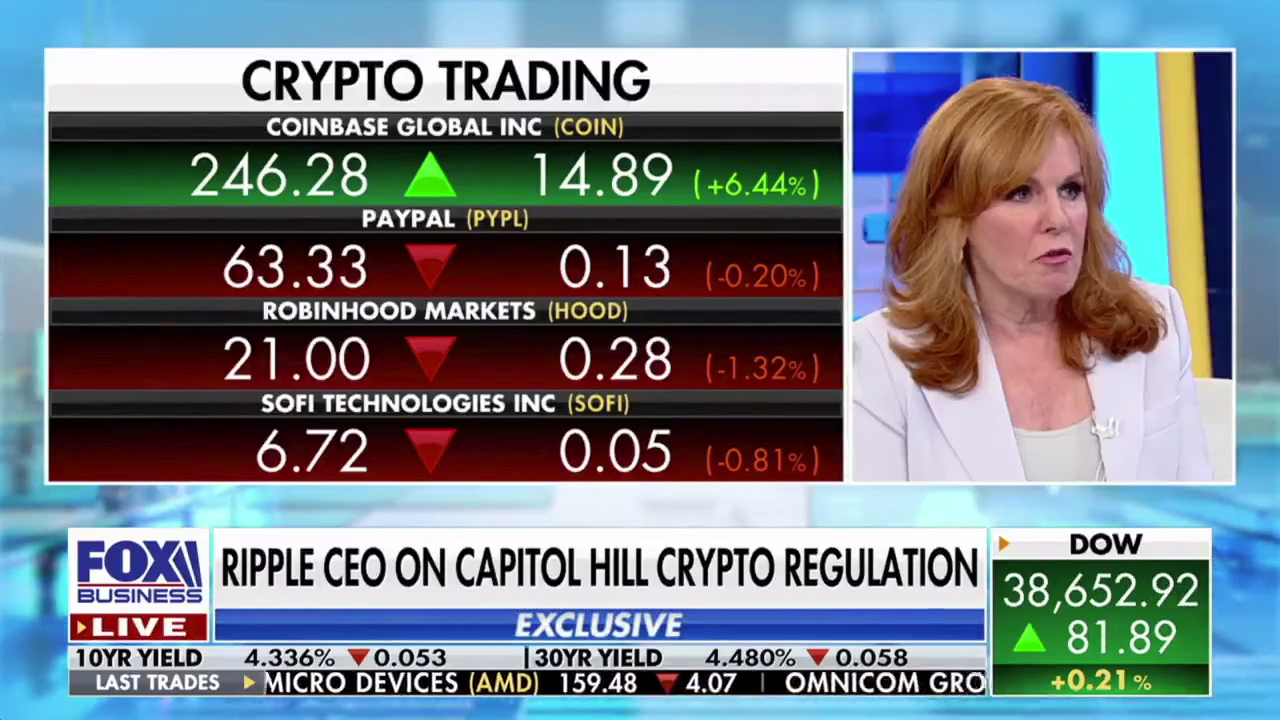 CRYPTO TRADING
COINBASE GLOBAL INC (COIN)
246.28 ▲ 14.89 (+6.44%)
PAYPAL (PYPL)
63.33 ▼ 0.13 (-0.20%)
ROBINHOOD MARKETS (HOOD)
21.00 ▼ 0.28 (-1.32%)
SOFI TECHNOLOGIES INC (SOFI)
6.72 ▼ 0.05 (-0.81%)
FOX
BUSINESS
LIVE
RIPPLE CEO ON CAPITOL HILL CRYPTO REGULATION
EXCLUSIVE
DOW
38,652.92
▲ 81.89
+0.21%
10YR YIELD 4.336% ▼ 0.053 | 30YR YIELD 4.480% ▼ 0.058
LAST TRADES MICRO DEVICES (AMD) 159.48 ▼ 4.07 | OMNICOM GRO